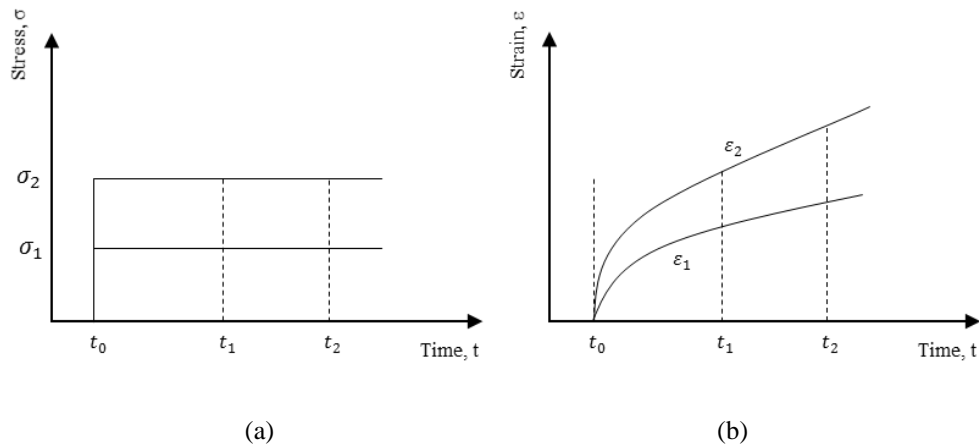 Stress, σ
σ₂
σ₁
t₀ t₁ t₂
Time, t
(a)
Strain, ε
ε₂
ε₁
t₀ t₁ t₂
Time, t
(b)